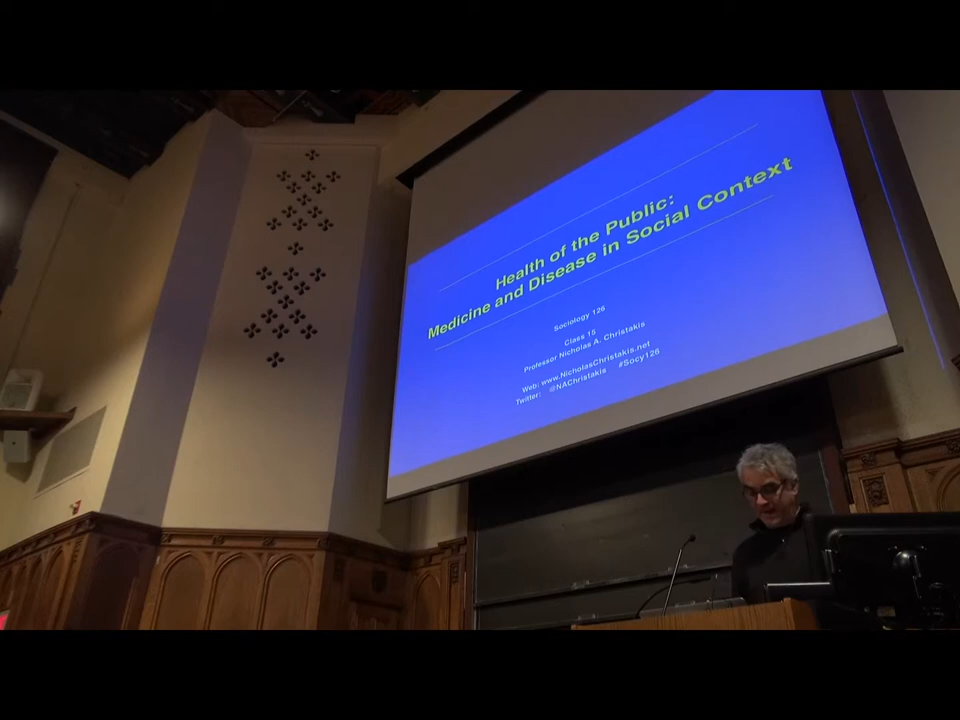 Health of the Public:
Medicine and Disease in Social Context
Sociology 126
Class 15
Professor Nicholas A. Christakis
Web: www.NicholasChristakis.net
Twitter: @NAChristakis #Socy126